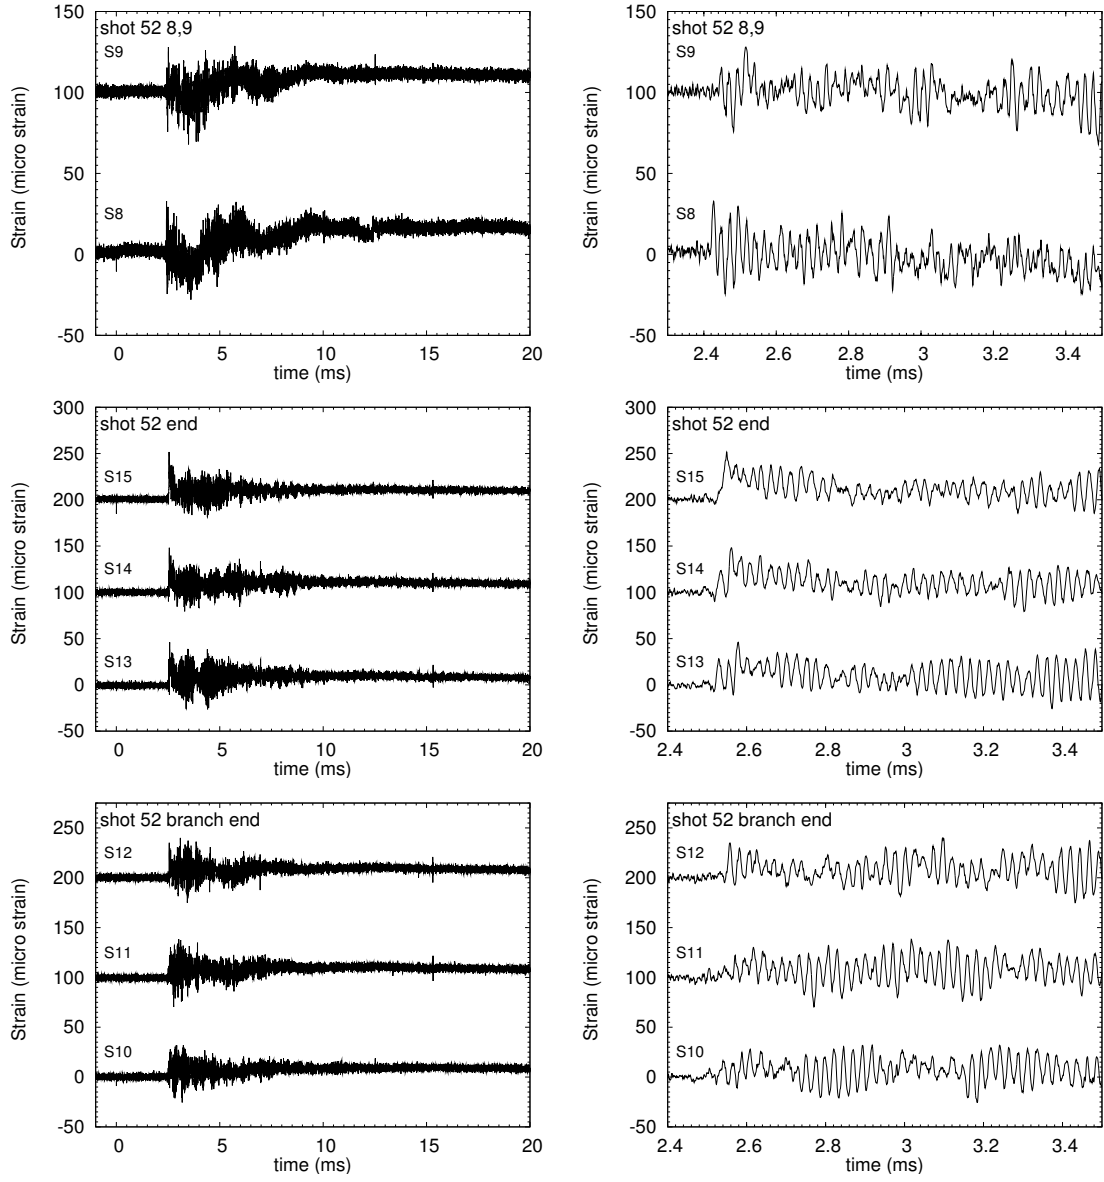 shot 52 8,9
S9
S8
150
100
50
0
-50
Strain (micro strain)
0
5
10
15
20
time (ms)
shot 52 8,9
S9
S8
150
100
50
0
-50
Strain (micro strain)
2.4
2.6
2.8
3
3.2
3.4
time (ms)
shot 52 end
S15
S14
S13
300
250
200
150
100
50
0
-50
Strain (micro strain)
0
5
10
15
20
time (ms)
shot 52 end
S15
S14
S13
300
250
200
150
100
50
0
-50
Strain (micro strain)
2.4
2.6
2.8
3
3.2
3.4
time (ms)
shot 52 branch end
S12
S11
S10
250
200
150
100
50
0
-50
Strain (micro strain)
0
5
10
15
20
time (ms)
shot 52 branch end
S12
S11
S10
250
200
150
100
50
0
-50
Strain (micro strain)
2.4
2.6
2.8
3
3.2
3.4
time (ms)